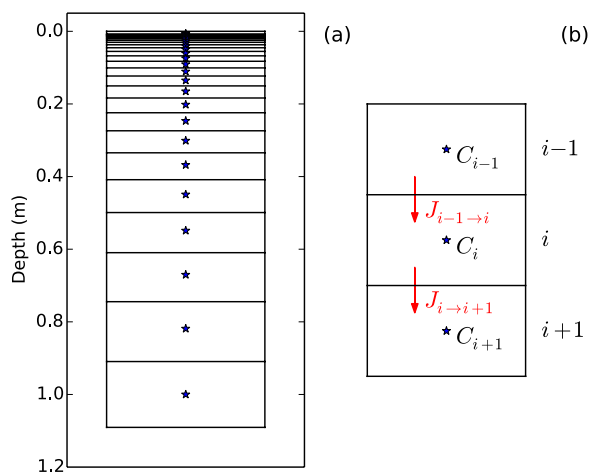 (a)
(b)
Depth (m)
0.0
0.2
0.4
0.6
0.8
1.0
1.2
C_{i−1}
i−1
J_{i−1→i}
C_i
i
J_{i→i+1}
C_{i+1}
i+1